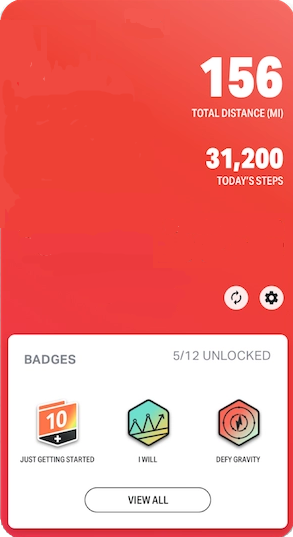 156
TOTAL DISTANCE (MI)
31,200
TODAY'S STEPS
BADGES
5/12 UNLOCKED
10
JUST GETTING STARTED
I WILL
DEFY GRAVITY
VIEW ALL